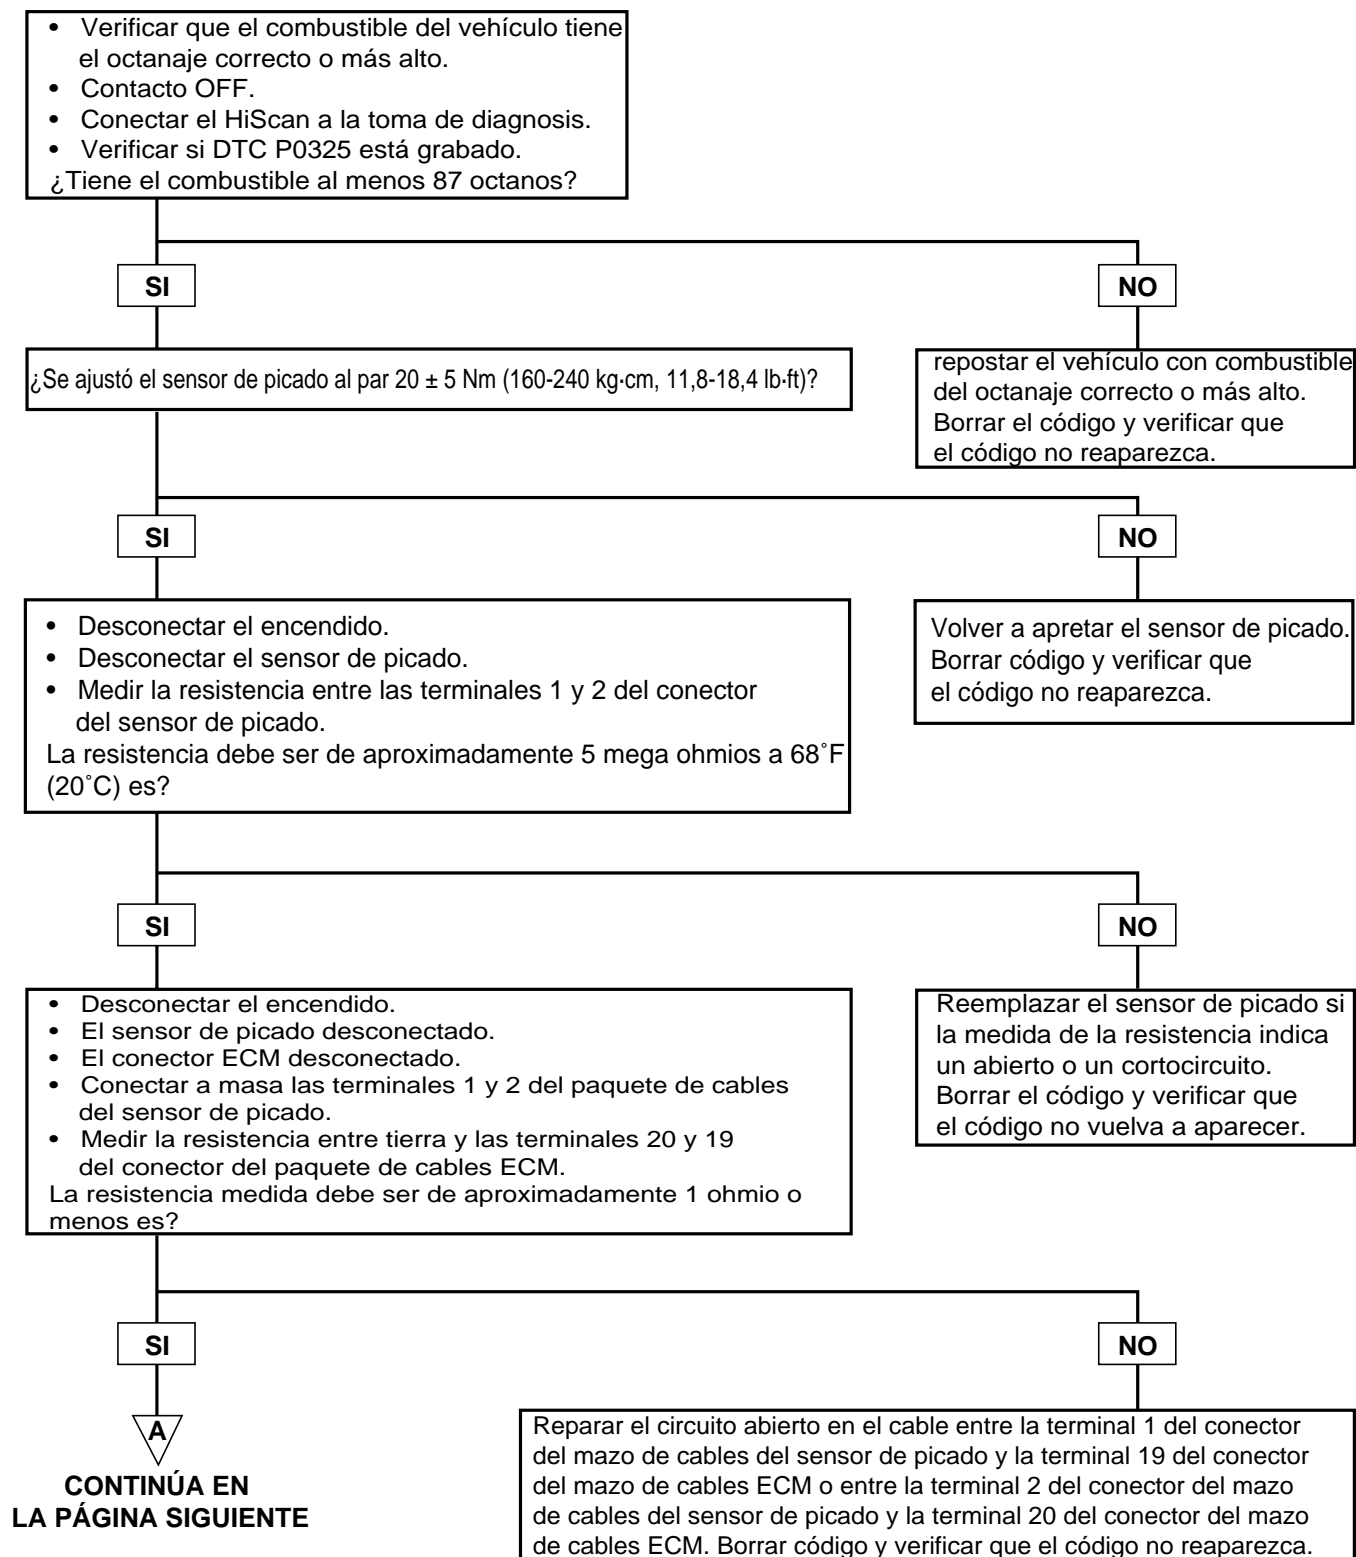 • Verificar que el combustible del vehículo tiene
el octanaje correcto o más alto.
• Contacto OFF.
• Conectar el HiScan a la toma de diagnosis.
• Verificar si DTC P0325 está grabado.
¿Tiene el combustible al menos 87 octanos?
SI
NO
¿Se ajustó el sensor de picado al par 20 ± 5 Nm (160-240 kg·cm, 11,8-18,4 lb·ft)?
repostar el vehículo con combustible
del octanaje correcto o más alto.
Borrar el código y verificar que
el código no reaparezca.
SI
NO
• Desconectar el encendido.
• Desconectar el sensor de picado.
• Medir la resistencia entre las terminales 1 y 2 del conector
del sensor de picado.
La resistencia debe ser de aproximadamente 5 mega ohmios a 68˚F
(20˚C) es?
Volver a apretar el sensor de picado.
Borrar código y verificar que
el código no reaparezca.
SI
NO
• Desconectar el encendido.
• El sensor de picado desconectado.
• El conector ECM desconectado.
• Conectar a masa las terminales 1 y 2 del paquete de cables
del sensor de picado.
• Medir la resistencia entre tierra y las terminales 20 y 19
del conector del paquete de cables ECM.
La resistencia medida debe ser de aproximadamente 1 ohmio o
menos es?
Reemplazar el sensor de picado si
la medida de la resistencia indica
un abierto o un cortocircuito.
Borrar el código y verificar que
el código no vuelva a aparecer.
SI
NO
A
CONTINÚA EN
LA PÁGINA SIGUIENTE
Reparar el circuito abierto en el cable entre la terminal 1 del conector
del mazo de cables del sensor de picado y la terminal 19 del conector
del mazo de cables ECM o entre la terminal 2 del conector del mazo
de cables del sensor de picado y la terminal 20 del conector del mazo
de cables ECM. Borrar código y verificar que el código no reaparezca.